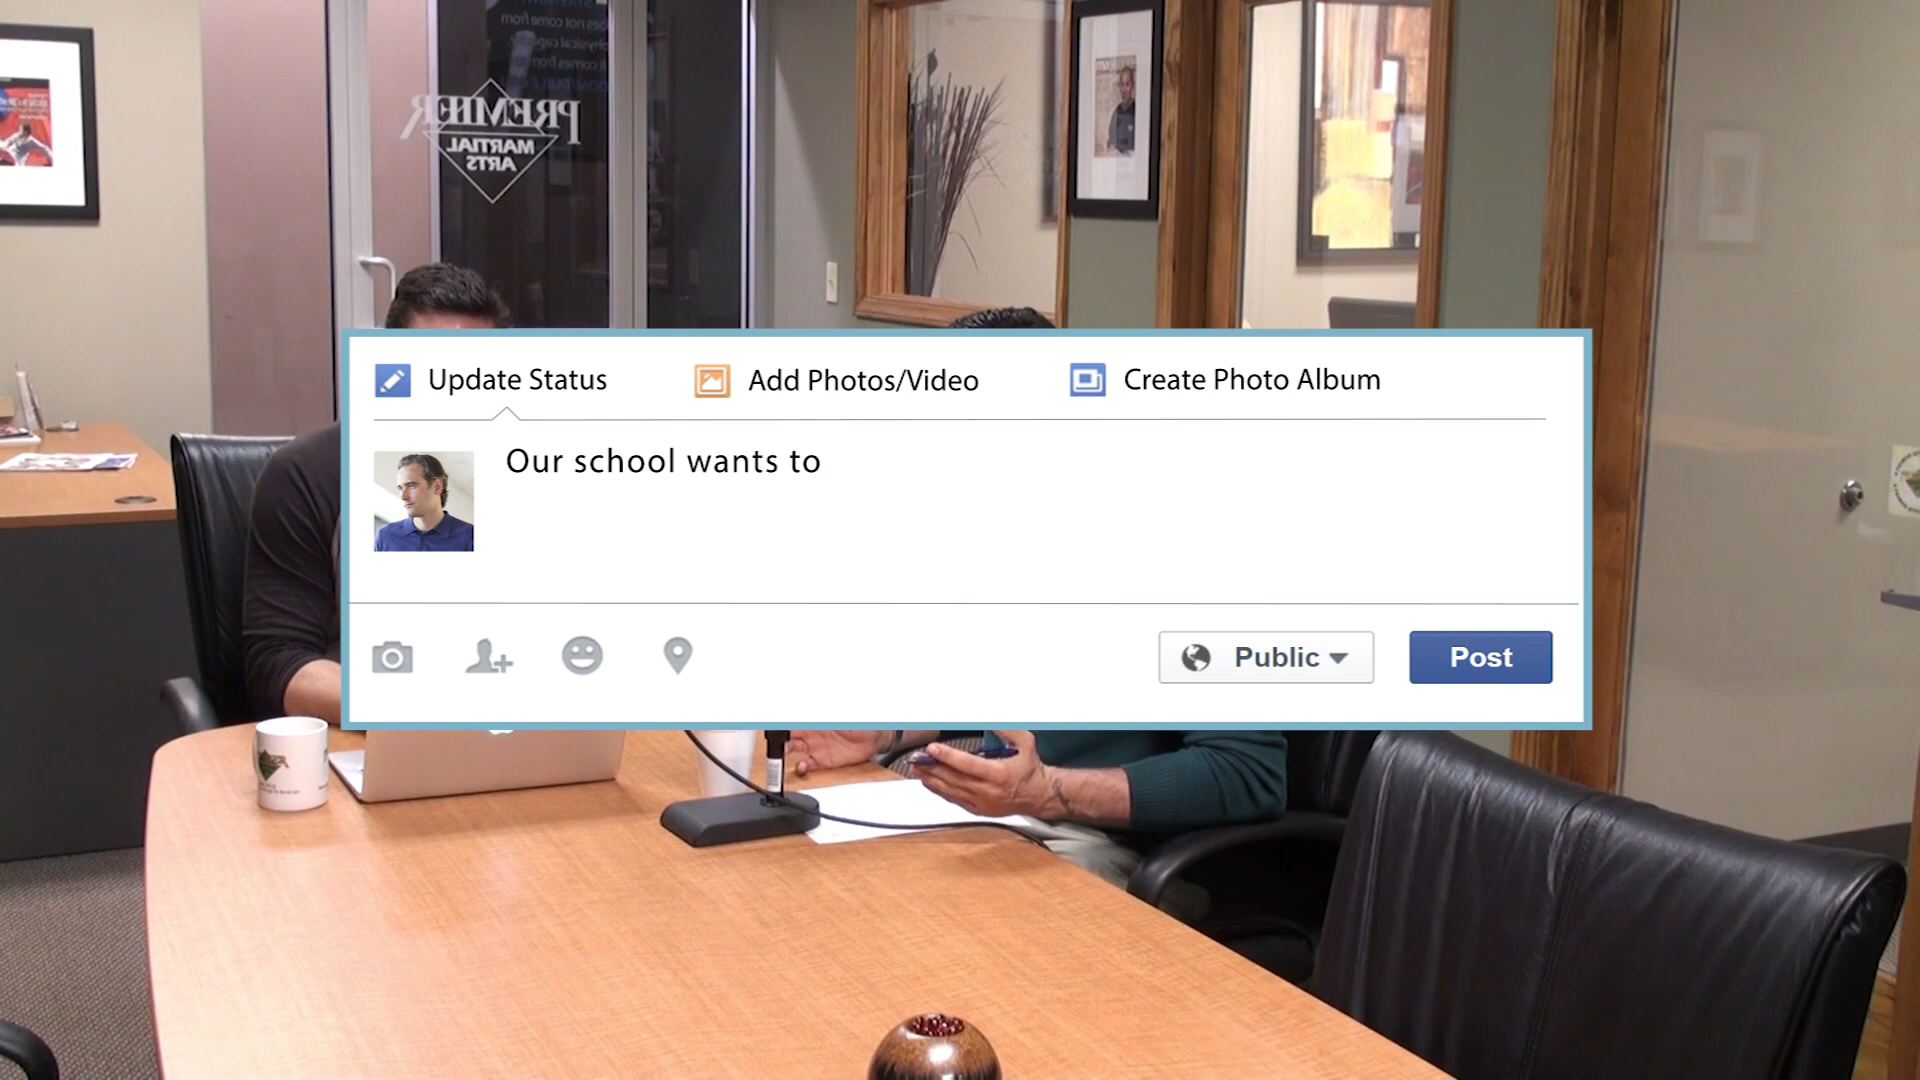 PREMIER
MARTIAL
ARTS
Update Status
Add Photos/Video
Create Photo Album
Our school wants to
Public
Post